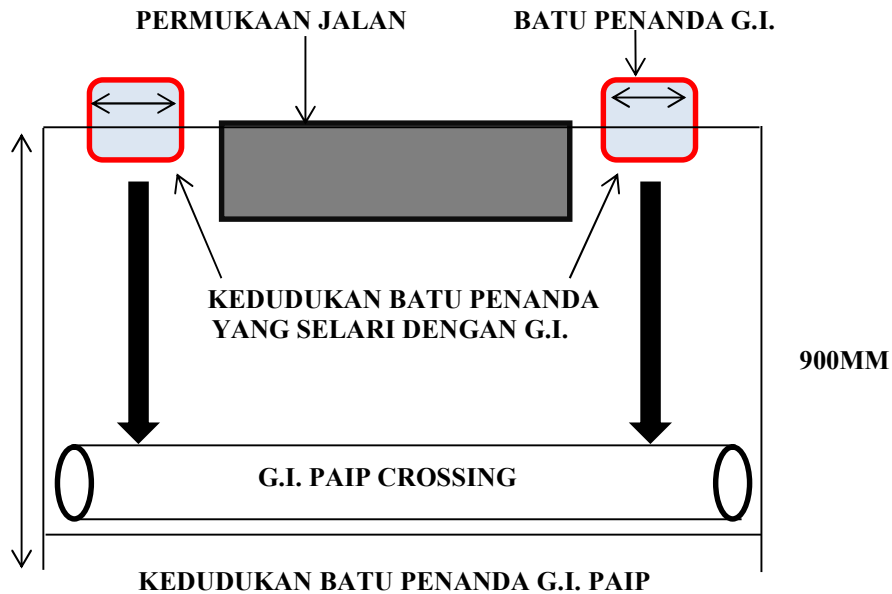 PERMUKAAN JALAN
BATU PENANDA G.I.
KEDUDUKAN BATU PENANDA
YANG SELARI DENGAN G.I.
900MM
G.I. PAIP CROSSING
KEDUDUKAN BATU PENANDA G.I. PAIP